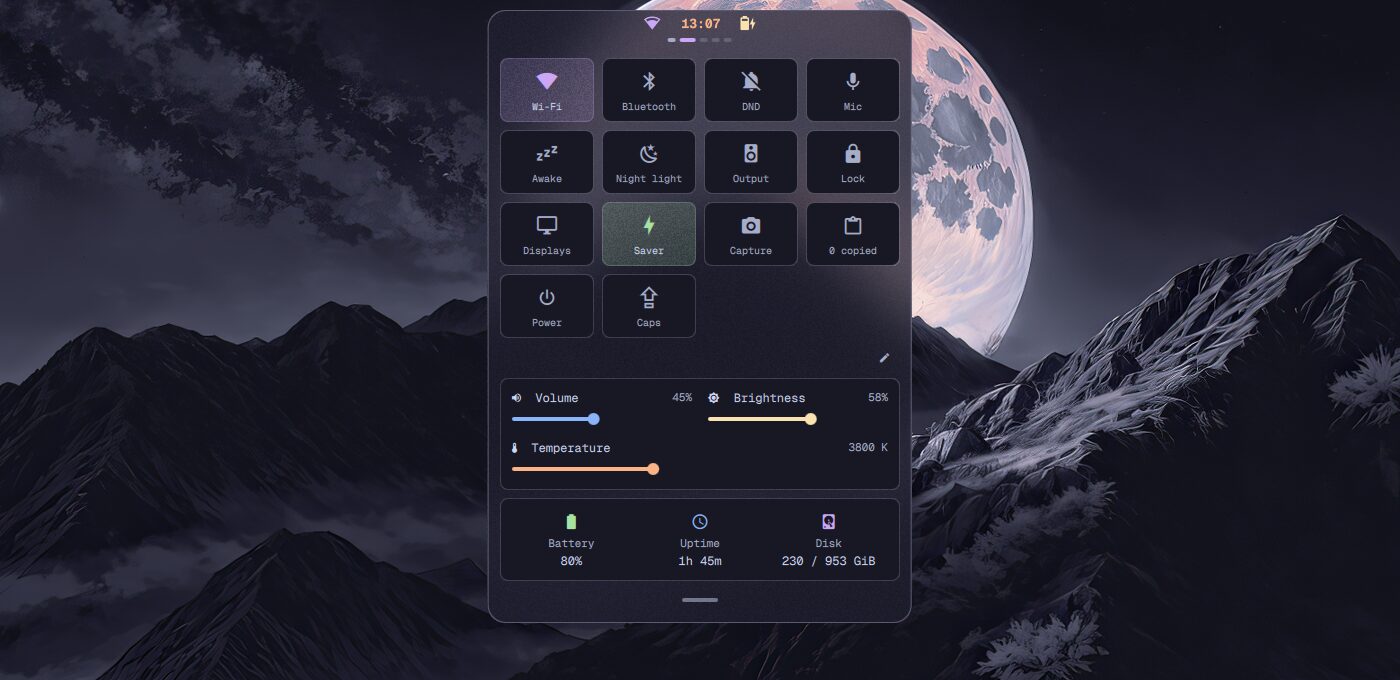 13:07
Wi-Fi Bluetooth DND Mic
zzz
Awake Night light Output Lock
Displays Saver Capture 0 copied
Power Caps
Volume 45% Brightness 58%
Temperature 3800 K
Battery Uptime Disk
80% 1h 45m 230 / 953 GiB